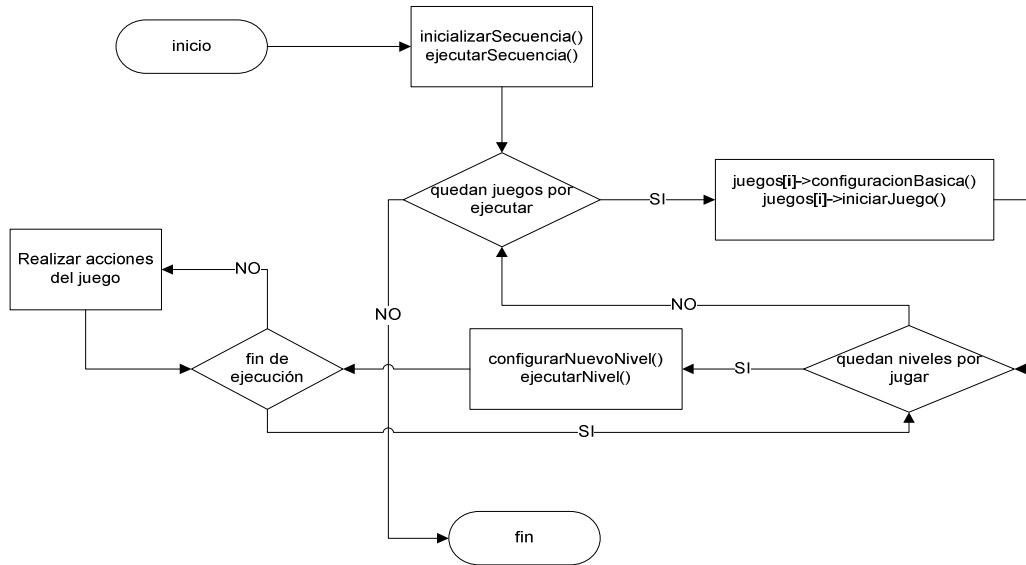 inicio
inicializarSecuencia()
ejecutarSecuencia()
quedan juegos por
ejecutar
SI
juegos[i]->configuracionBasica()
juegos[i]->iniciarJuego()
Realizar acciones
del juego
NO
NO
NO
fin de
ejecución
configurarNuevoNivel()
ejecutarNivel()
SI
quedan niveles por
jugar
SI
fin